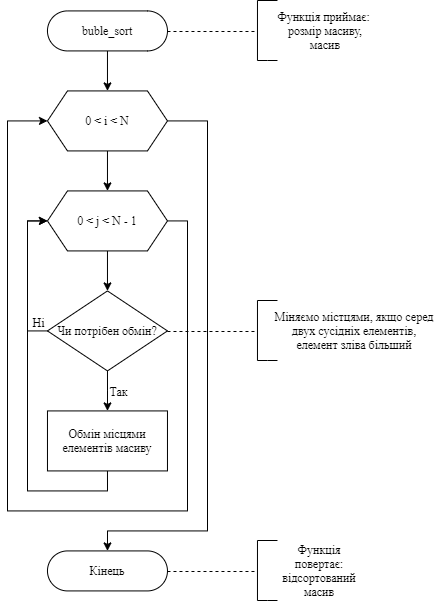 buble_sort
Функція приймає:
розмір масиву,
масив
0 < i < N
0 < j < N - 1
Чи потрібен обмін?
Ні
Так
Міняємо містцями, якщо серед
двух сусідніх елементів,
елемент зліва більший
Обмін місцями
елементів масиву
Кінець
Функція
повертає:
відсортований
масив